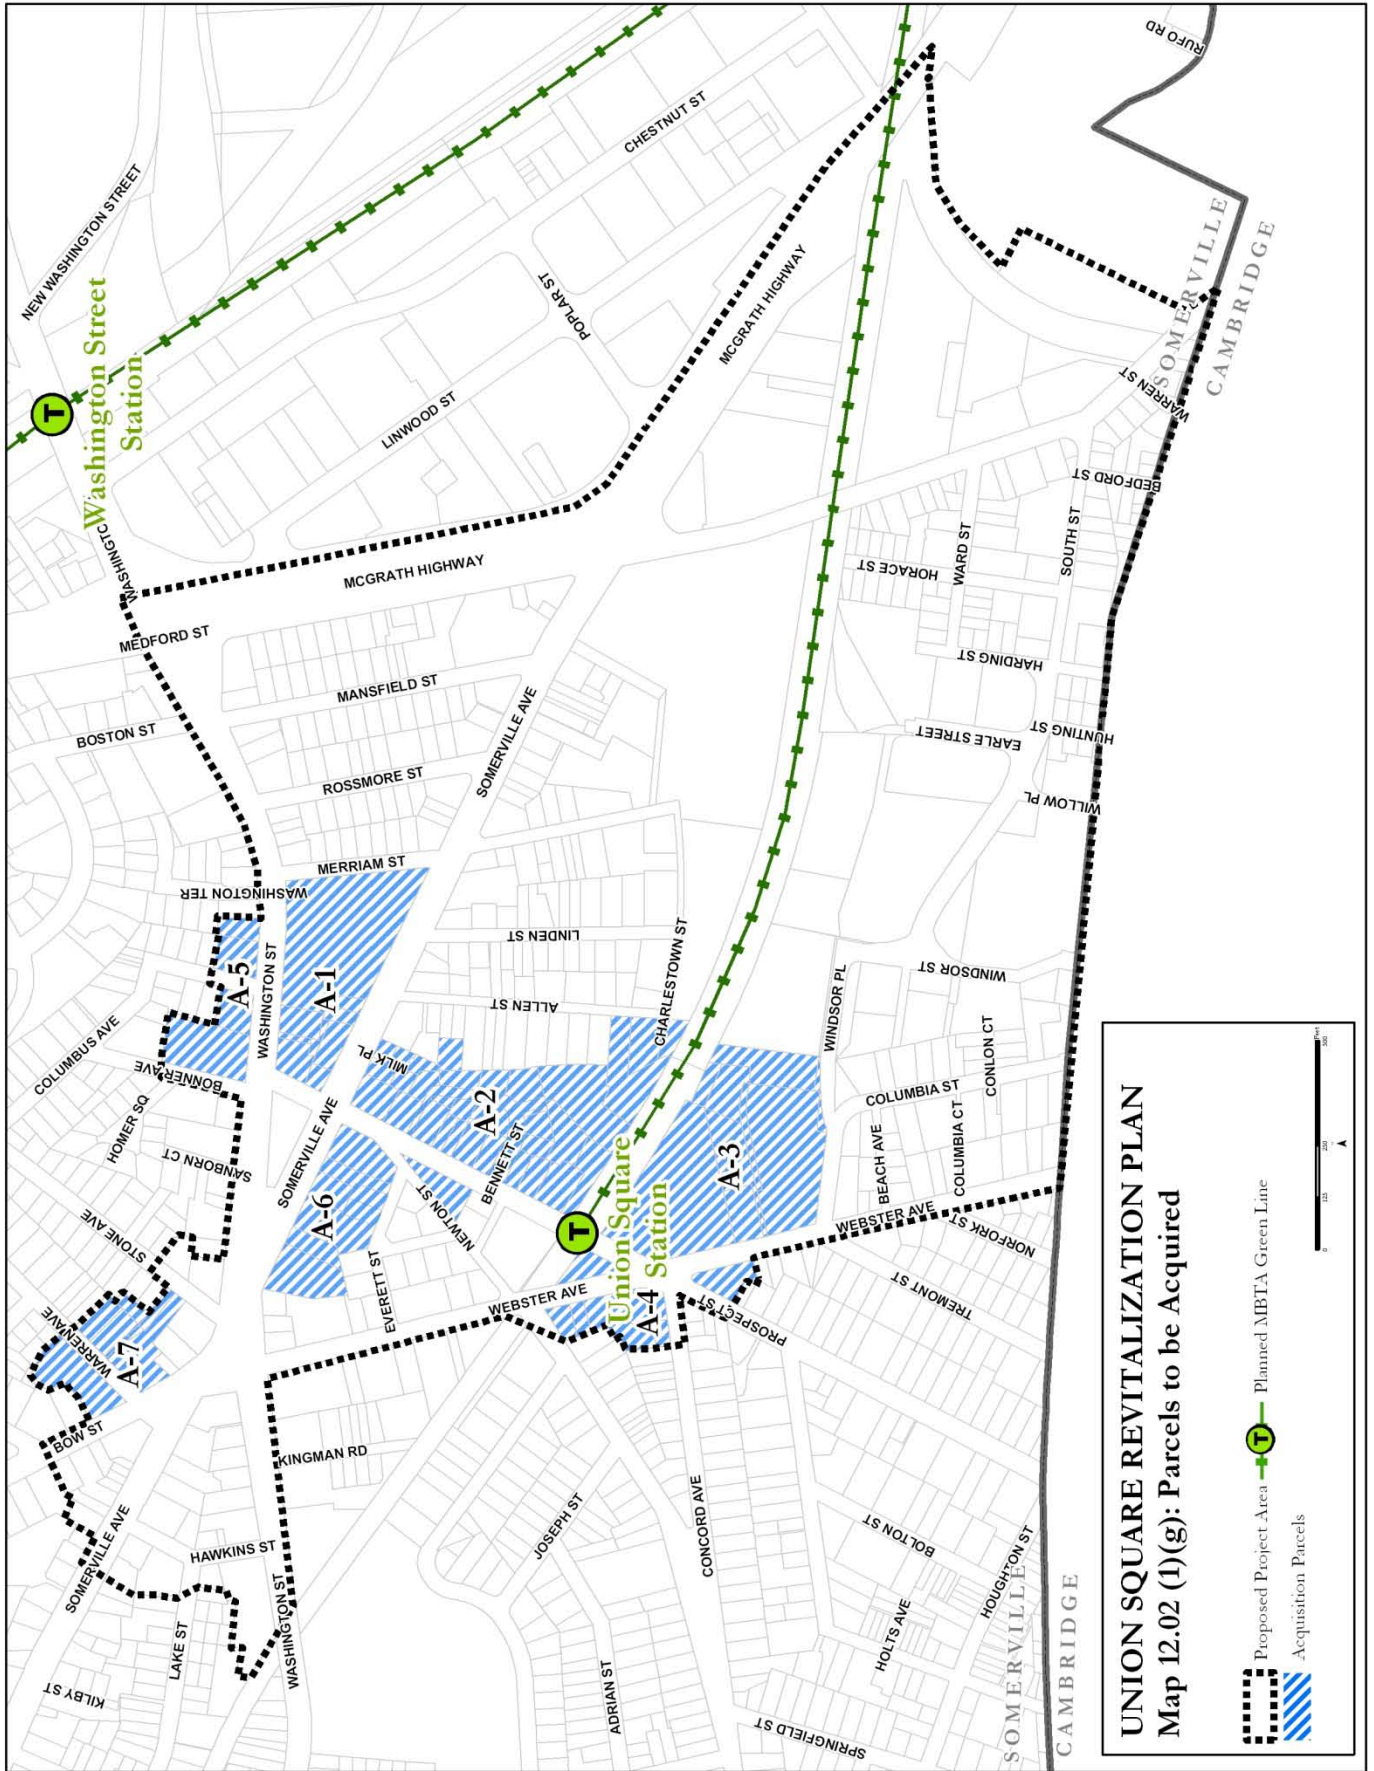 UNION SQUARE REVITALIZATION PLAN
Map 12.02 (1)(g): Parcels to be Acquired
Proposed Project Area
T
Planned MBTA Green Line
Acquisition Parcels
0
125
250
500
Feet
KILBY ST
LAKE ST
SOMERVILLE AVE
HAWKINS ST
WASHINGTON ST
BOW ST
KINGMAN RD
WARREN AVE
A-7
STONE AVE
SANBORN CT
HOMER SQ
BONNER AVE
COLUMBUS AVE
A-5
WASHINGTON ST
WASHINGTON TER
A-1
MERRIAM ST
BOSTON ST
MEDFORD ST
WASHINGTO
T
Washington Street
Station
NEW WASHINGTON STREET
SOMERVILLE AVE
A-6
EVERETT ST
NEWTON ST
MILK PL
A-2
BENNETT ST
ALLEN ST
LINDEN ST
ROSSMORE ST
MANSFIELD ST
SOMERVILLE AVE
MCGRATH HIGHWAY
LINWOOD ST
POPLAR ST
CHESTNUT ST
MCGRATH HIGHWAY
WEBSTER AVE
T
Union Square
Station
A-4
A-3
CHARLESTOWN ST
PROSPECT ST
JOSEPH ST
ADRIAN ST
CONCORD AVE
SPRINGFIELD ST
HOLTS AVE
BOLTON ST
HOUGHTON ST
TREMONT ST
NORFORK ST
WEBSTER AVE
BEACH AVE
COLUMBIA ST
COLUMBIA CT
CONLON CT
WINDSOR PL
WINDSOR ST
WILLOW PL
EARLE STREET
HUNTING ST
HARDING ST
HORACE ST
WARD ST
SOUTH ST
BEDFORD ST
WARREN ST
RUFO RD
SOMERVILLE
CAMBRIDGE
SOMERVILLE
CAMBRIDGE